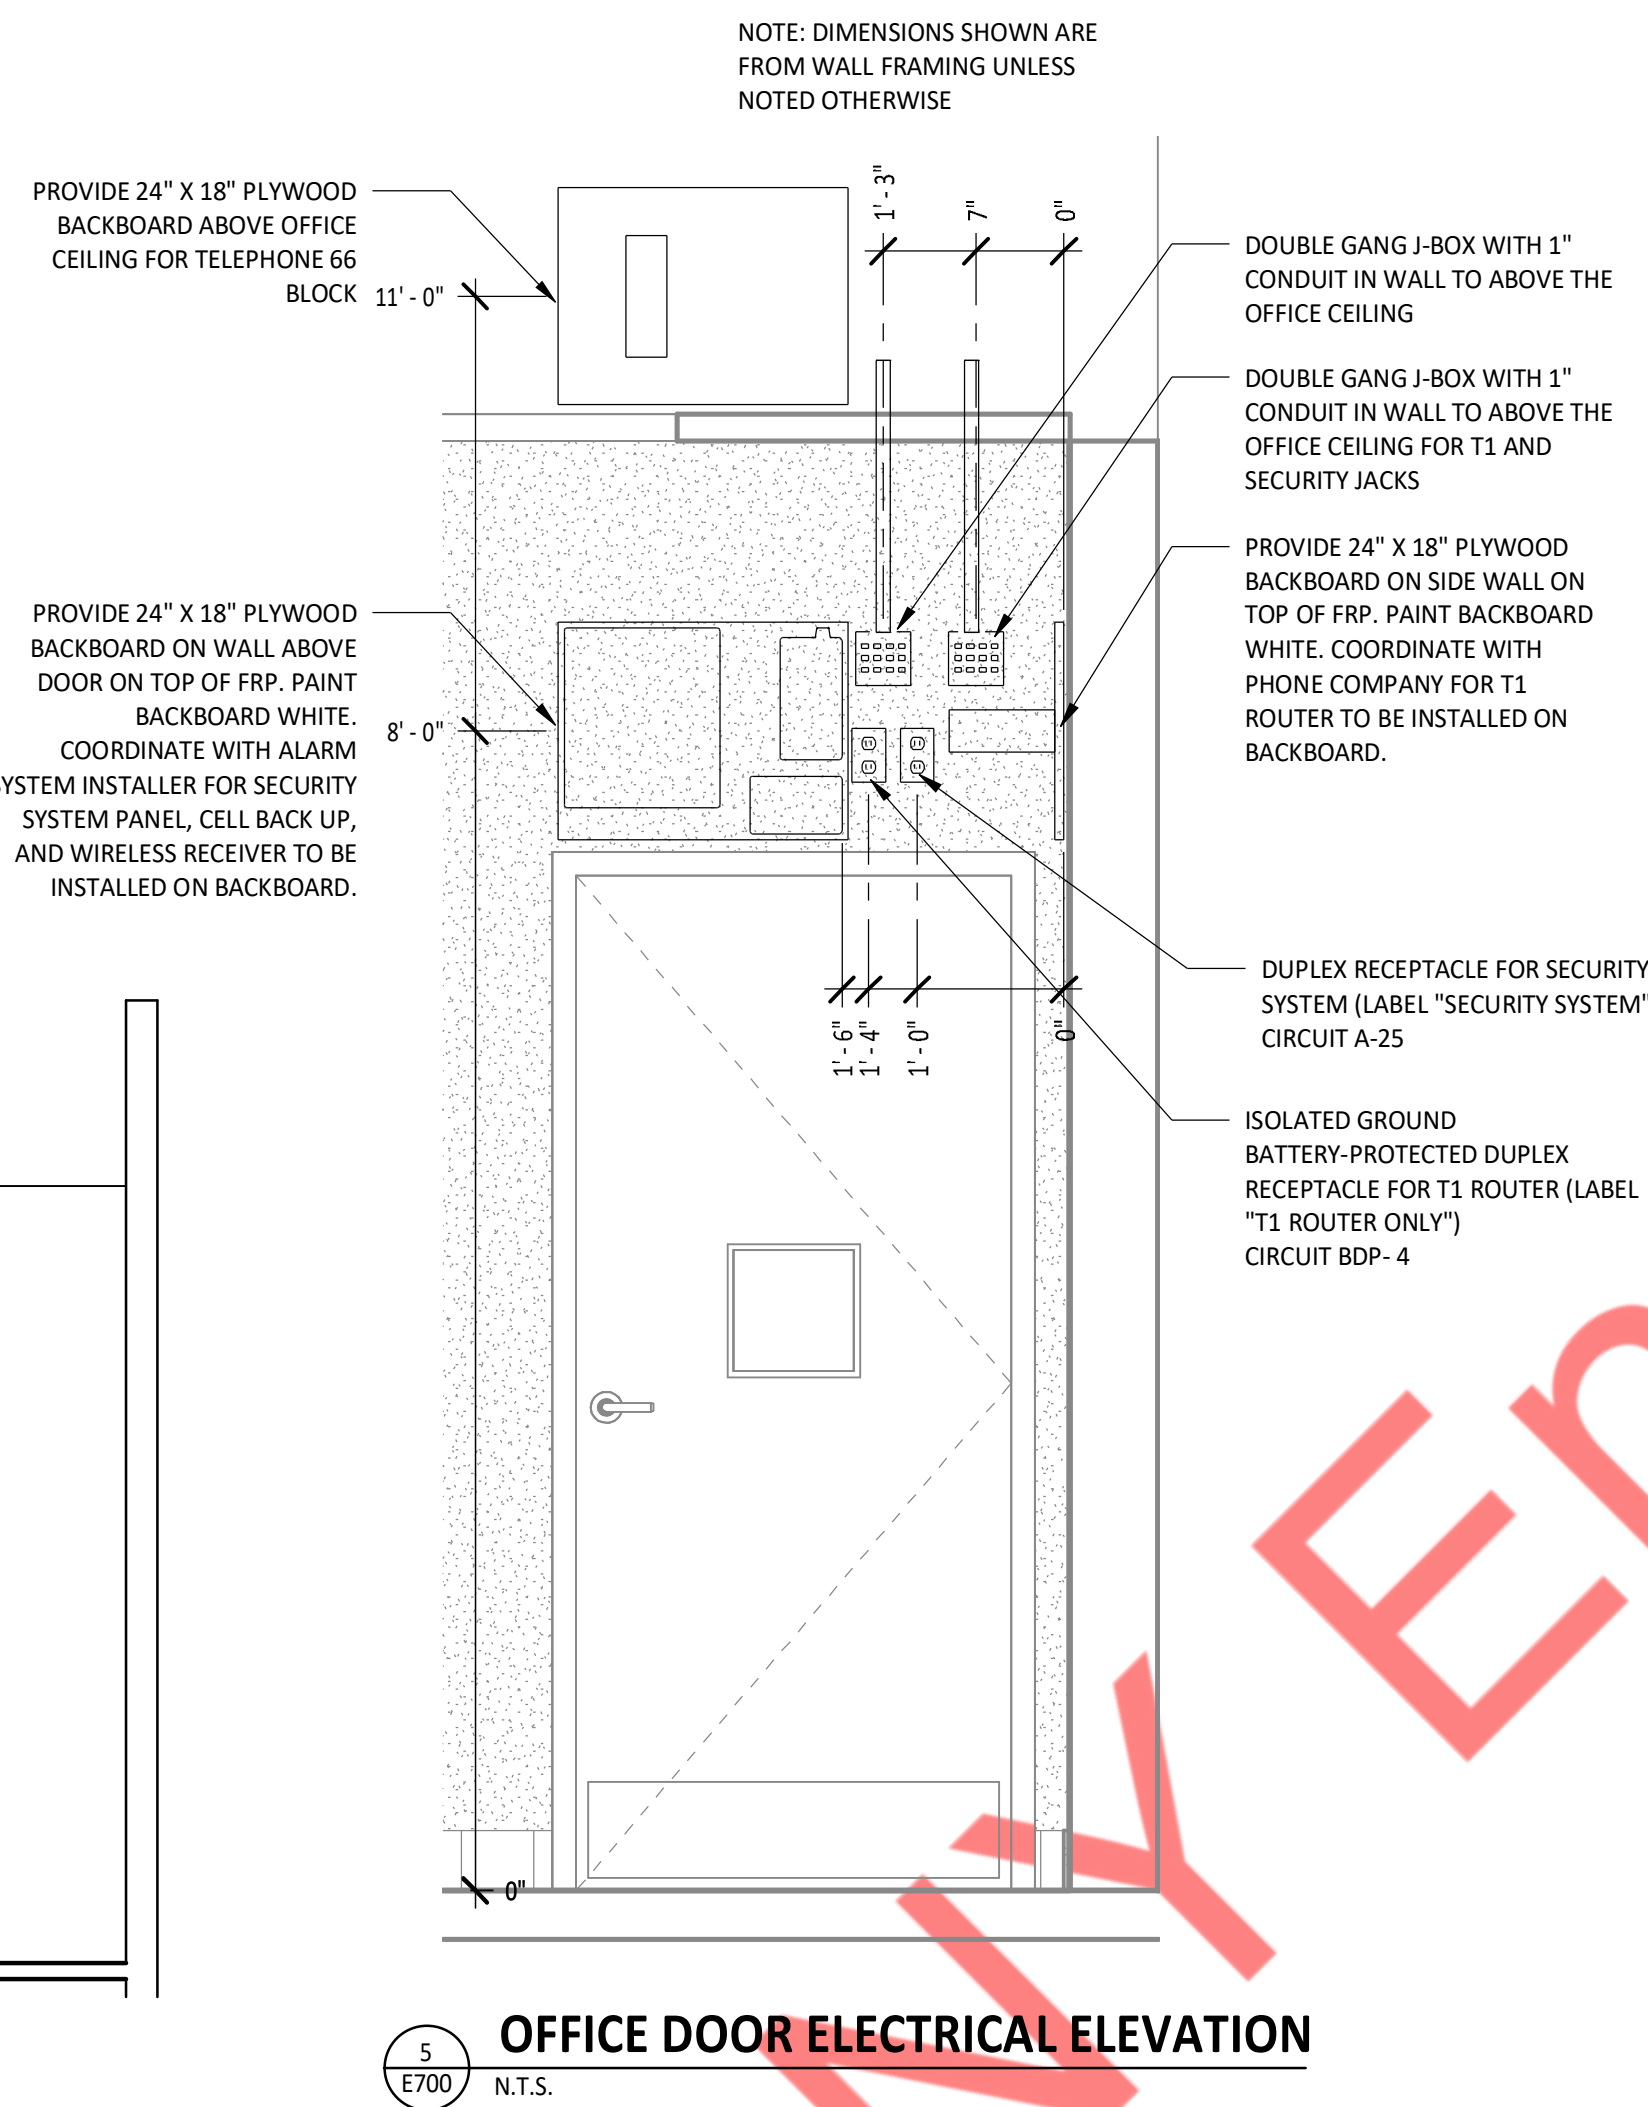 NOTE: DIMENSIONS SHOWN ARE
FROM WALL FRAMING UNLESS
NOTED OTHERWISE
PROVIDE 24" X 18" PLYWOOD
BACKBOARD ABOVE OFFICE
CEILING FOR TELEPHONE 66
BLOCK
11' - 0"
1' - 3"
7"
0"
DOUBLE GANG J-BOX WITH 1"
CONDUIT IN WALL TO ABOVE THE
OFFICE CEILING
DOUBLE GANG J-BOX WITH 1"
CONDUIT IN WALL TO ABOVE THE
OFFICE CEILING FOR T1 AND
SECURITY JACKS
PROVIDE 24" X 18" PLYWOOD
BACKBOARD ON SIDE WALL ON
TOP OF FRP. PAINT BACKBOARD
WHITE. COORDINATE WITH
PHONE COMPANY FOR T1
ROUTER TO BE INSTALLED ON
BACKBOARD.
PROVIDE 24" X 18" PLYWOOD
BACKBOARD ON WALL ABOVE
DOOR ON TOP OF FRP. PAINT
BACKBOARD WHITE.
COORDINATE WITH ALARM
SYSTEM INSTALLER FOR SECURITY
SYSTEM PANEL, CELL BACK UP,
AND WIRELESS RECEIVER TO BE
INSTALLED ON BACKBOARD.
8' - 0"
DUPLEX RECEPTACLE FOR SECURITY
SYSTEM (LABEL "SECURITY SYSTEM"
CIRCUIT A-25
1' - 6"
1' - 4"
1' - 0"
0"
ISOLATED GROUND
BATTERY-PROTECTED DUPLEX
RECEPTACLE FOR T1 ROUTER (LABEL
"T1 ROUTER ONLY")
CIRCUIT BDP- 4
0"
NY En
5
E700
OFFICE DOOR ELECTRICAL ELEVATION
N.T.S.